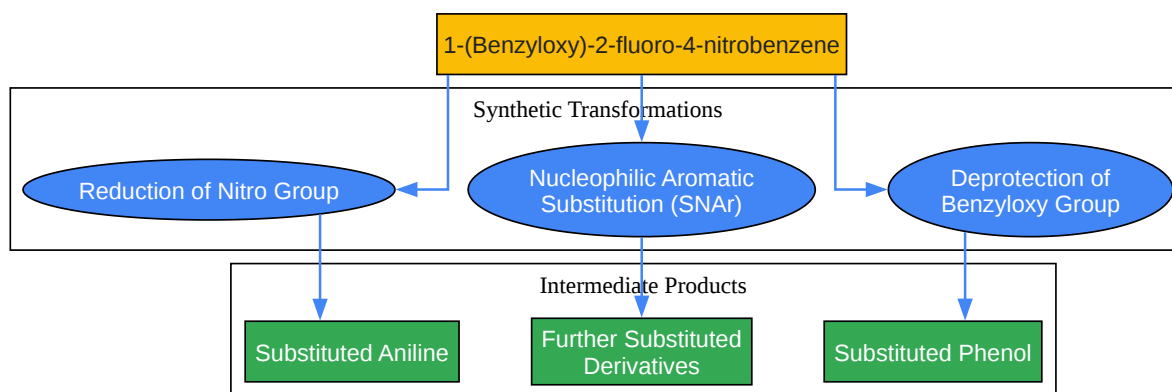 1-(Benzyloxy)-2-fluoro-4-nitrobenzene
Synthetic Transformations
Reduction of Nitro Group
Nucleophilic Aromatic
Substitution (SNAr)
Deprotection of
Benzyloxy Group
Intermediate Products
Substituted Aniline
Further Substituted
Derivatives
Substituted Phenol